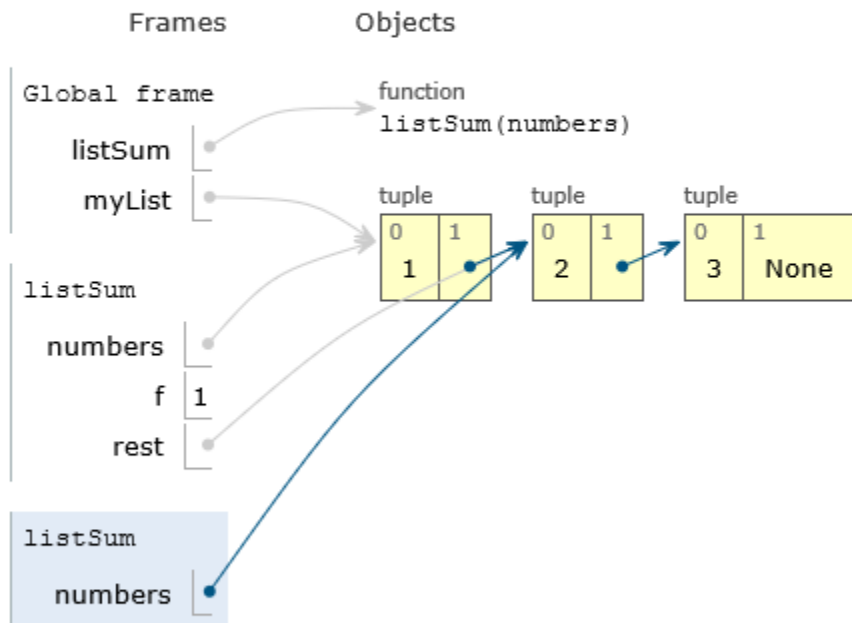 Frames Objects
Global frame
listSum
myList
function
listSum(numbers)
tuple tuple tuple
0 1 0 1 0 1
1 2 3 None
listSum
numbers
f 1
rest
listSum
numbers